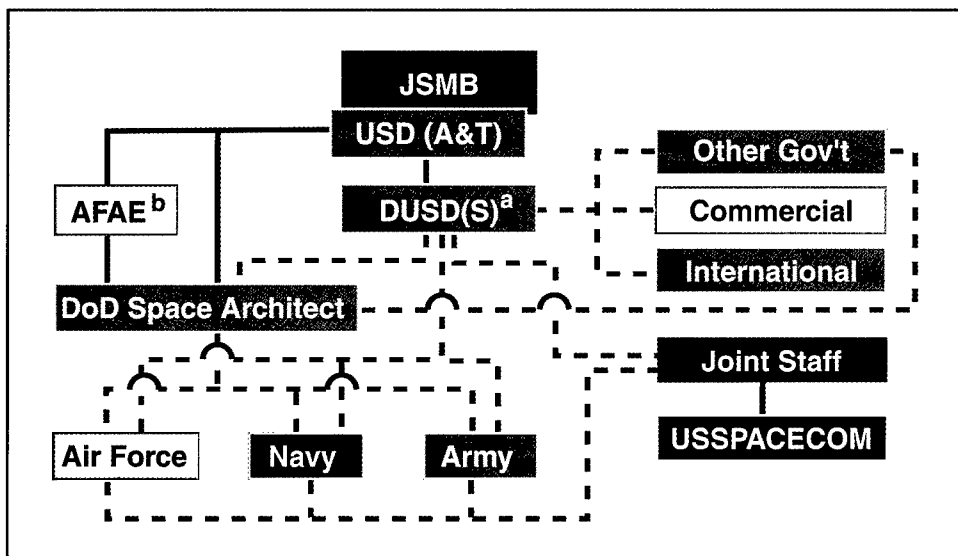 JSMB
USD (A&T)
AFAE b
DUSD(S)a
Other Gov't
Commercial
International
DoD Space Architect
Joint Staff
USSPACECOM
Air Force
Navy
Army